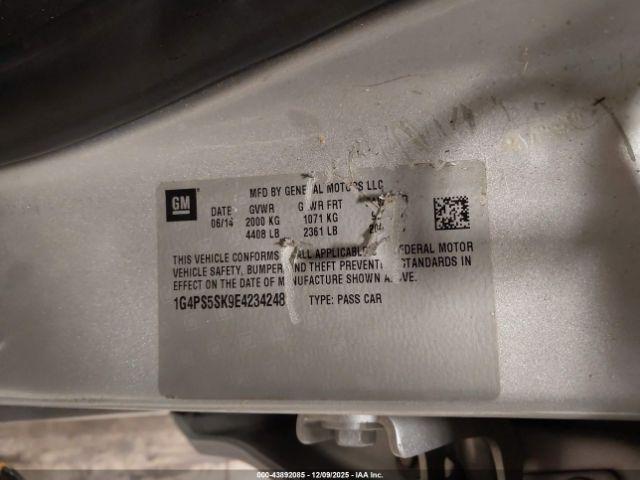 GM
MFD BY GENERAL MOTORS LLC
DATE GVWR G WR FRT
06/14 2000 KG 1071 KG
4408 LB 2361 LB
THIS VEHICLE CONFORMS ALL APPLICABLE FEDERAL MOTOR
VEHICLE SAFETY, BUMPER AND THEFT PREVENT STANDARDS IN
EFFECT ON THE DATE OF MANUFACTURE SHOWN ABOVE.
1G4PS5SK9E4234248 TYPE: PASS CAR
000-43892085 | 12/09/2025 | IAA Inc.